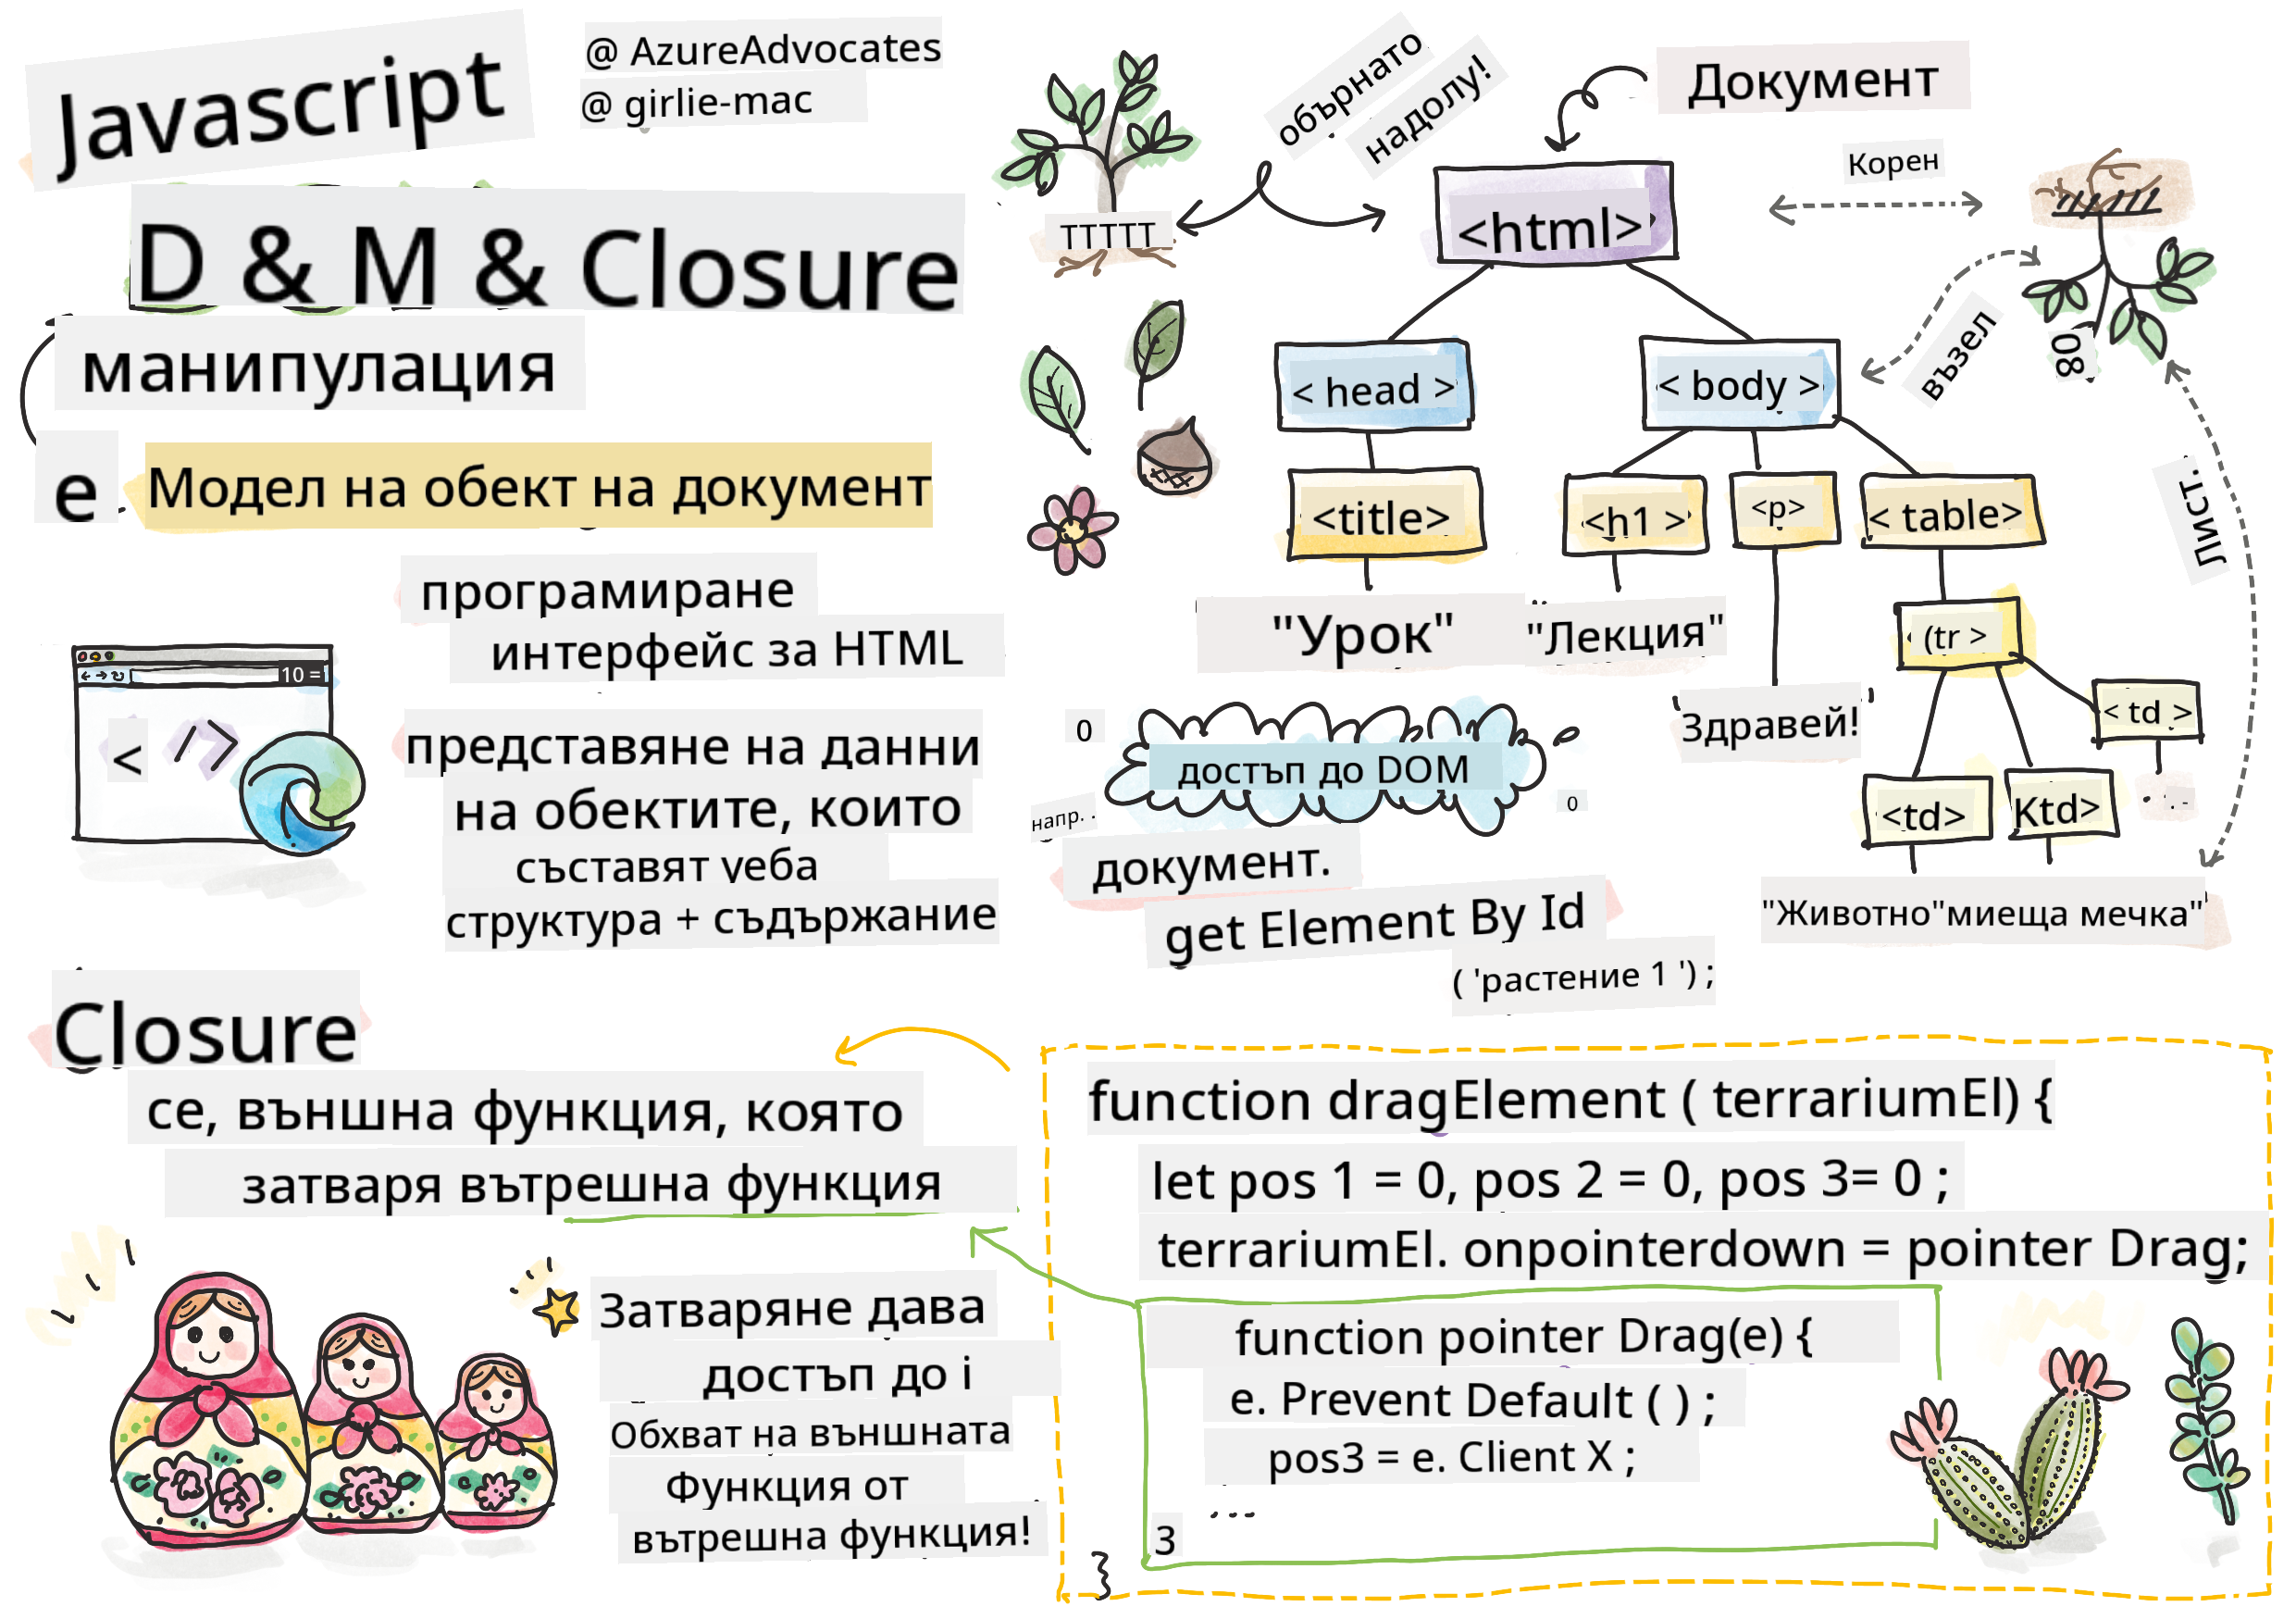 Javascript
@ AzureAdvocates
@ girlie-mac
D & M & Closure
манипулация
е Модел на обект на документ
програмиране
интерфейс за HTML
10 =
< />
представяне на данни
на обектите, които
съставят уеба
структура + съдържание
обърнато
надолу!
Документ
ТТТТТ
<html>
Корен
възел
08
Лист.
< head >
< body >
<title>
<h1 >
<p>
< table>
"Урок"
"Лекция"
(tr >
Здравей!
< td >
<td>
Ktd>
"Животно"миеща мечка"
0
достъп до DOM
0
напр. .
документ.
get Element By Id
( 'растение 1 ') ;
Closure
се, външна функция, която
затваря вътрешна функция
Затваряне дава
достъп до i
Обхват на външната
Функция от
вътрешна функция!
function dragElement ( terrariumEl) {
let pos 1 = 0, pos 2 = 0, pos 3= 0 ;
terrariumEl. onpointerdown = pointer Drag;
function pointer Drag(e) {
e. Prevent Default ( ) ;
pos3 = e. Client X ;
...
3
}